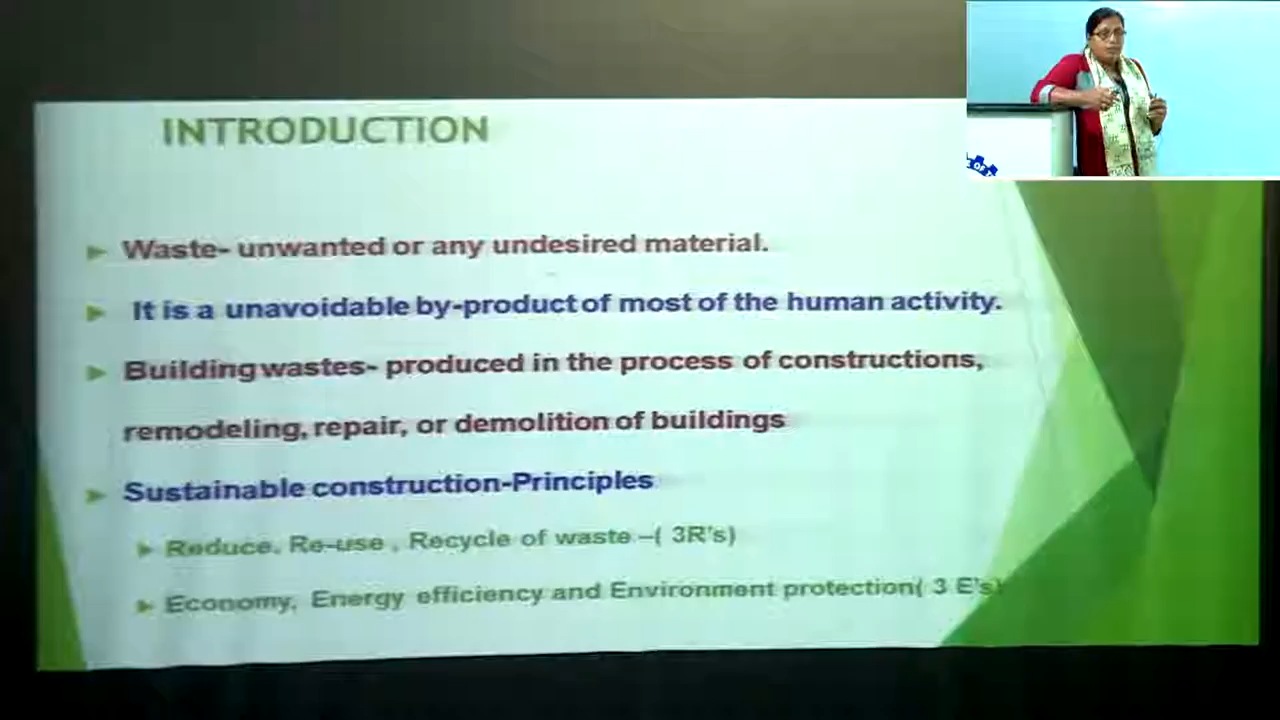 INTRODUCTION
Waste- unwanted or any undesired material.
It is a unavoidable by-product of most of the human activity.
Building wastes- produced in the process of constructions,
remodeling, repair, or demolition of buildings
Sustainable construction-Principles
Reduce, Re-use , Recycle of waste –( 3R's)
Economy, Energy efficiency and Environment protection( 3 E's)
OF